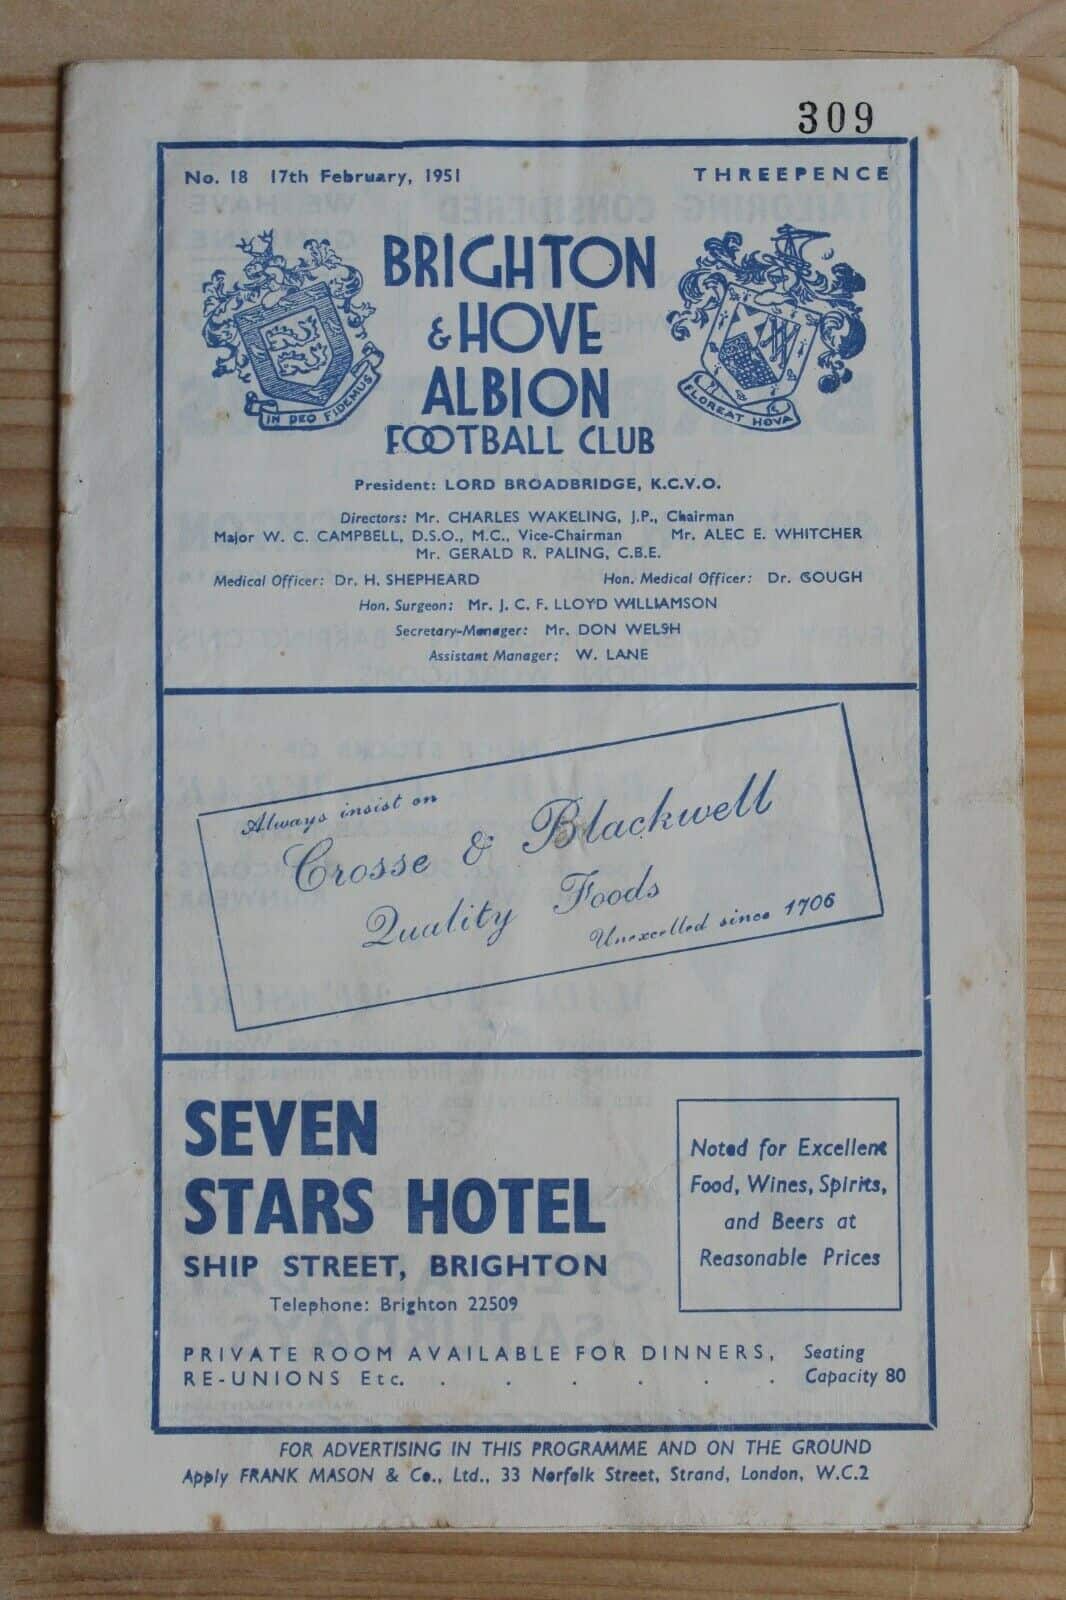 309
No. 18 17th February, 1951 THREEPENCE
BRIGHTON
& HOVE
ALBION
FOOTBALL CLUB
IN DEO FIDEMUS
FLOREAT HOVA
President: LORD BROADBRIDGE, K.C.V.O.
Directors: Mr. CHARLES WAKELING, J.P., Chairman
Major W. C. CAMPBELL, D.S.O., M.C., Vice-Chairman Mr. ALEC E. WHITCHER
Mr. GERALD R. PALING, C.B.E.
Medical Officer: Dr. H. SHEPHEARD Hon. Medical Officer: Dr. GOUGH
Hon. Surgeon: Mr. J. C. F. LLOYD WILLIAMSON
Secretary-Manager: Mr. DON WELSH
Assistant Manager: W. LANE
Always insist on
Crosse & Blackwell
Quality Foods
Unexcelled since 1706
SEVEN
STARS HOTEL
SHIP STREET, BRIGHTON
Telephone: Brighton 22509
Noted for Excellent
Food, Wines, Spirits,
and Beers at
Reasonable Prices
PRIVATE ROOM AVAILABLE FOR DINNERS, Seating
RE-UNIONS Etc. . . . . . . Capacity 80
FOR ADVERTISING IN THIS PROGRAMME AND ON THE GROUND
Apply FRANK MASON & Co., Ltd., 33 Norfolk Street, Strand, London, W.C.2